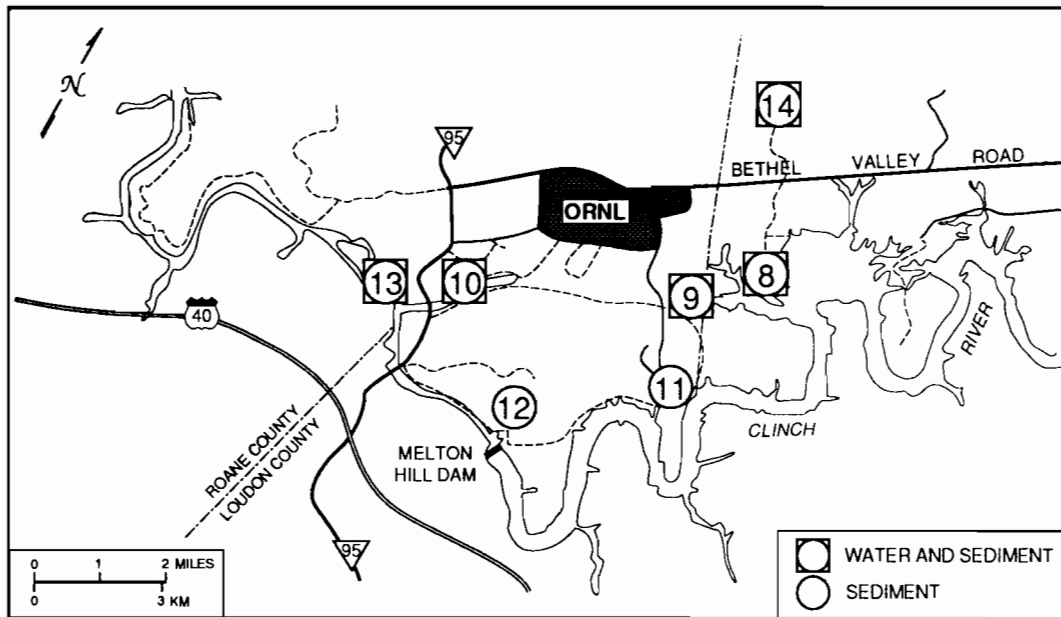 N
95
14
BETHEL VALLEY ROAD
ORNL
13
10
9
8
40
RIVER
11
12
CLINCH
MELTON
HILL DAM
ROANE COUNTY
LOUDON COUNTY
95
0 1 2 MILES
0 3 KM
WATER AND SEDIMENT
SEDIMENT